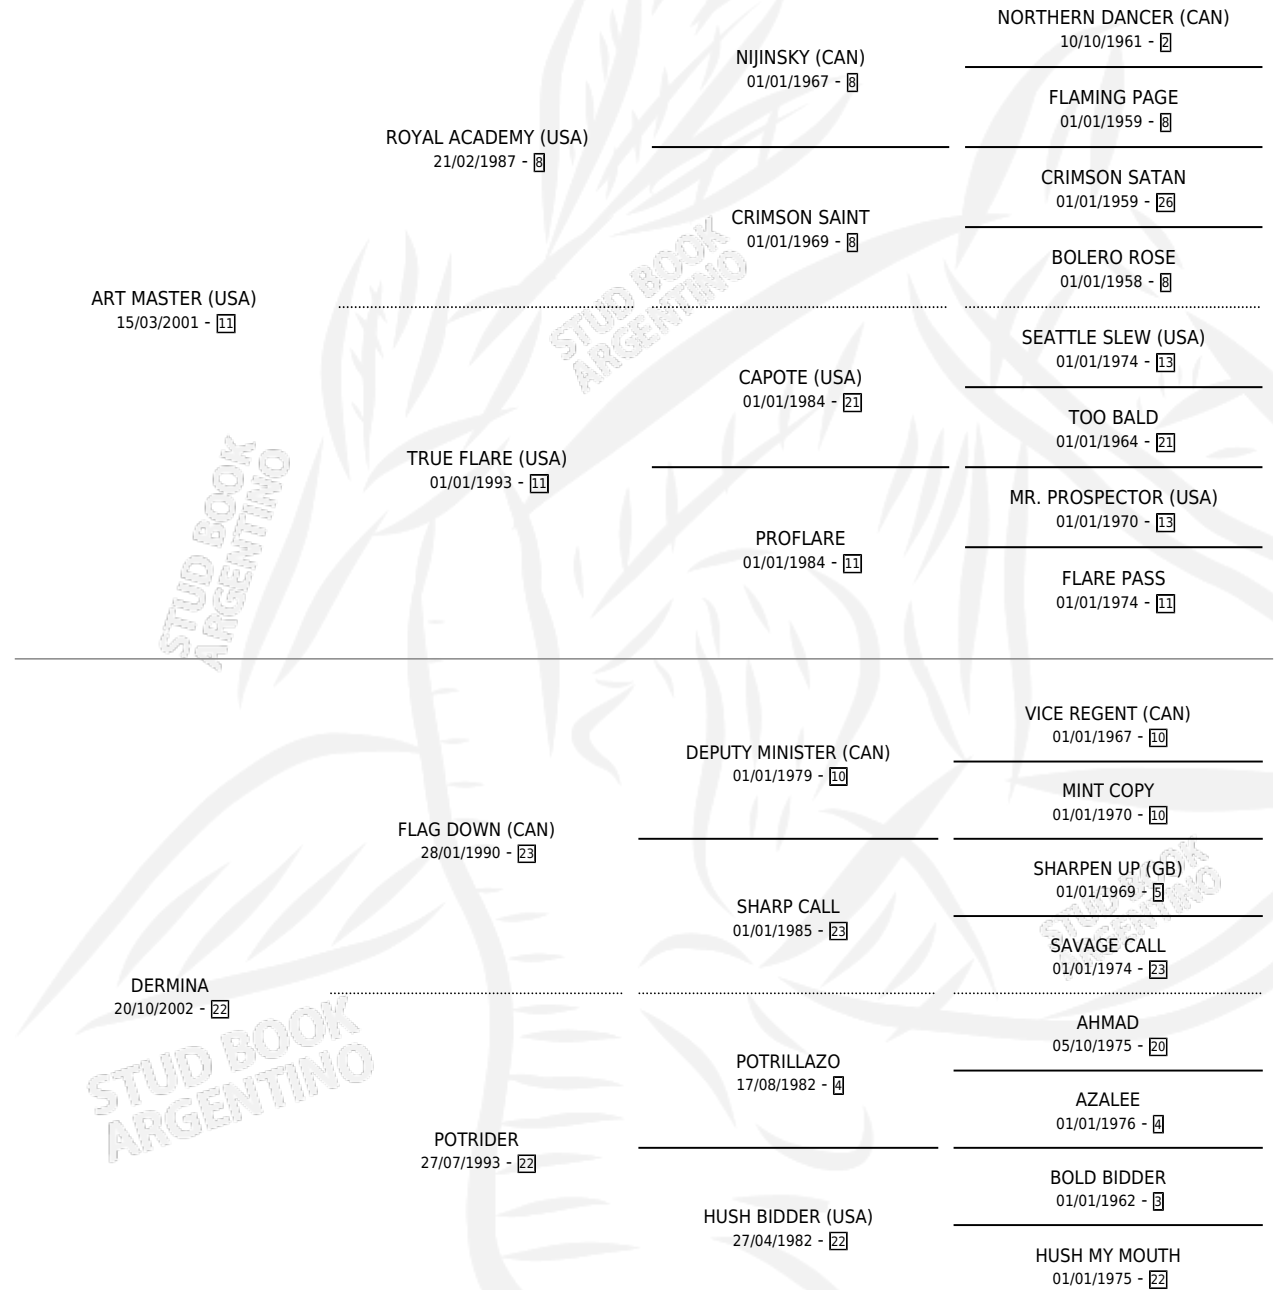 NORTHERN DANCER (CAN)
10/10/1961 - 2
NIJINSKY (CAN)
01/01/1967 - 8
FLAMING PAGE
01/01/1959 - 8
ROYAL ACADEMY (USA)
21/02/1987 - 8
CRIMSON SATAN
01/01/1959 - 26
CRIMSON SAINT
01/01/1969 - 8
BOLERO ROSE
01/01/1958 - 8
ART MASTER (USA)
15/03/2001 - 11
STUD BOOK
ARGENTINO
SEATTLE SLEW (USA)
01/01/1974 - 13
CAPOTE (USA)
01/01/1984 - 21
TOO BALD
01/01/1964 - 21
TRUE FLARE (USA)
01/01/1993 - 11
MR. PROSPECTOR (USA)
01/01/1970 - 13
PROFLARE
01/01/1984 - 11
FLARE PASS
01/01/1974 - 11
STUD BOOK
ARGENTINO
VICE REGENT (CAN)
01/01/1967 - 10
DEPUTY MINISTER (CAN)
01/01/1979 - 10
MINT COPY
01/01/1970 - 10
FLAG DOWN (CAN)
28/01/1990 - 23
SHARPEN UP (GB)
01/01/1969 - 5
SHARP CALL
01/01/1985 - 23
STUD BOOK
ARGENTINO
SAVAGE CALL
01/01/1974 - 23
DERMINA
20/10/2002 - 22
STUD BOOK
ARGENTINO
AHMAD
05/10/1975 - 20
POTRILLAZO
17/08/1982 - 4
AZALEE
01/01/1976 - 4
POTRIDER
27/07/1993 - 22
BOLD BIDDER
01/01/1962 - 3
HUSH BIDDER (USA)
27/04/1982 - 22
HUSH MY MOUTH
01/01/1975 - 22